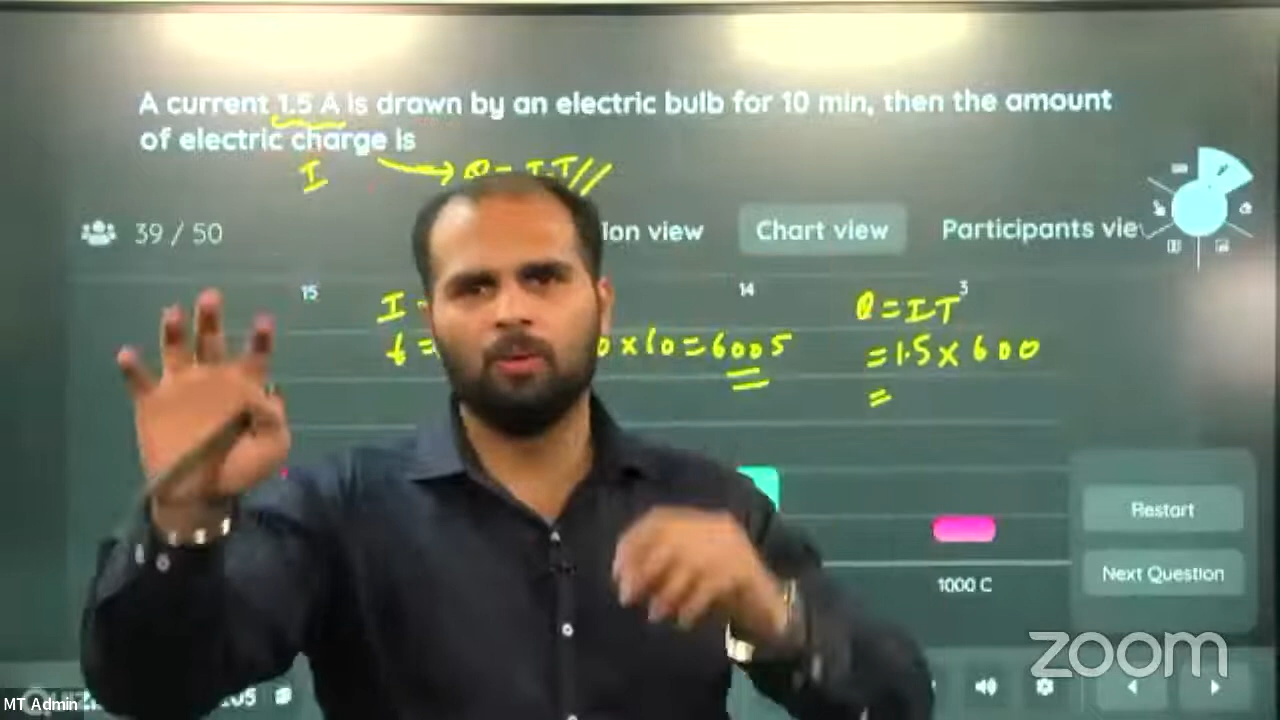 A current 1.5 A is drawn by an electric bulb for 10 min, then the amount
of electric charge is
I → Q = I.T//
39 / 50
ion view
Chart view
Participants vie
15
14
3
I -
t =
0 x 10 = 600 s
Q = IT
= 1.5 x 600
=
Restart
Next Question
1000 C
zoom
MT Admin